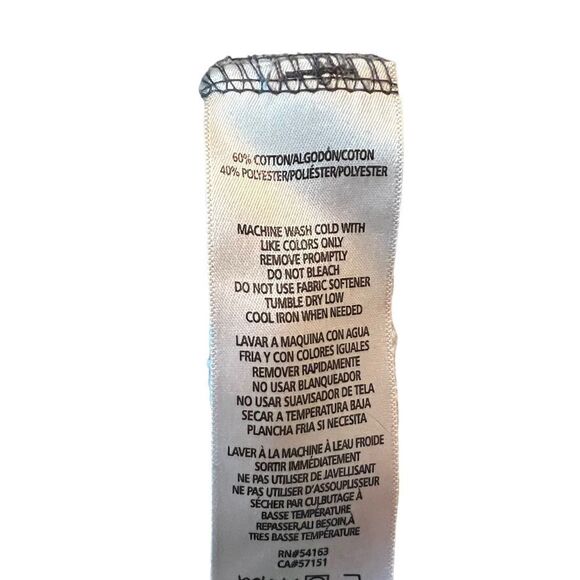 60% COTTON/ALGODÓN/COTON
40% POLYESTER/POLIÉSTER/POLYESTER
MACHINE WASH COLD WITH
LIKE COLORS ONLY
REMOVE PROMPTLY
DO NOT BLEACH
DO NOT USE FABRIC SOFTENER
TUMBLE DRY LOW
COOL IRON WHEN NEEDED
LAVAR A MAQUINA CON AGUA
FRIA Y CON COLORES IGUALES
REMOVER RAPIDAMENTE
NO USAR BLANQUEADOR
NO USAR SUAVISADOR DE TELA
SECAR A TEMPERATURA BAJA
PLANCHA FRIA SI NECESITA
LAVER À LA MACHINE À LEAU FROIDE
SORTIR IMMÉDIATEMENT
NE PAS UTILISER DE JAVELLISANT
NE PAS UTILISER D'ASSOUPLISSEUR
SÉCHER PAR CULBUTAGE À
BASSE TEMPÉRATURE
REPASSER,ALI BESOIN,À
TRES BASSE TEMPÉRATURE
RN#54163
CA#57151